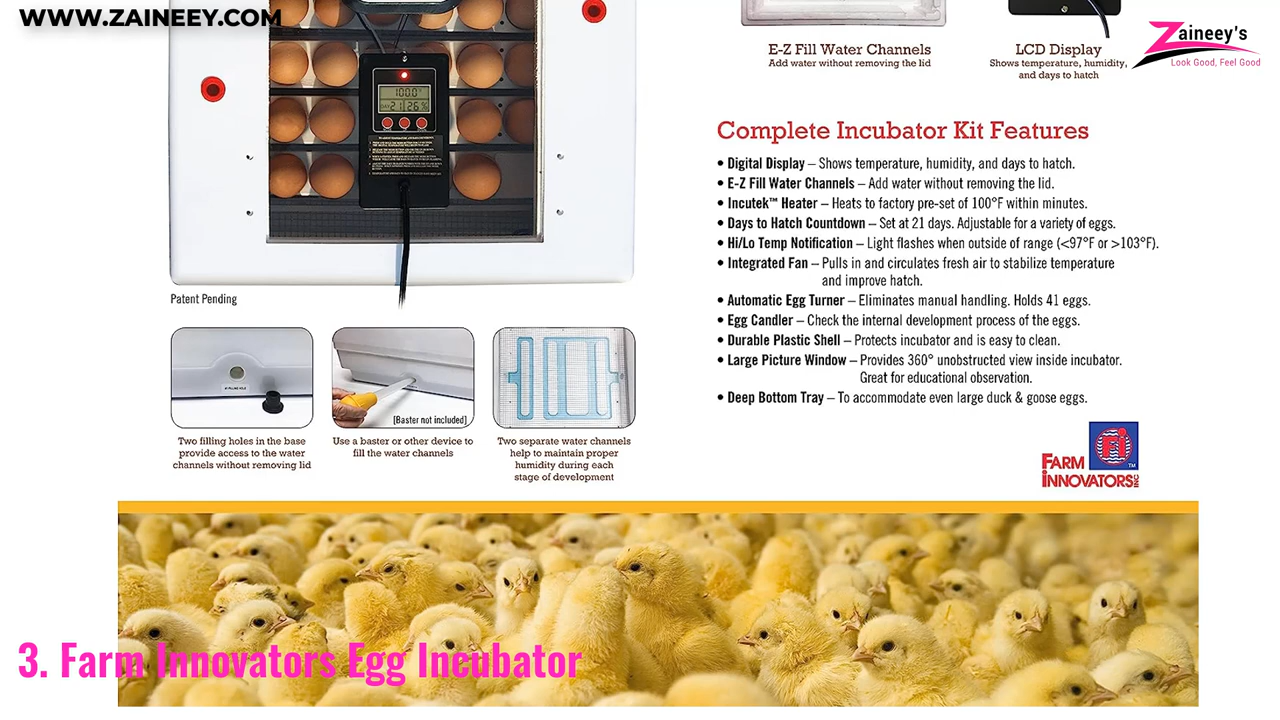 WWW.ZAINEEY.COM
Zaineey's
Look Good, Feel Good
E-Z Fill Water Channels
Add water without removing the lid
LCD Display
Shows temperature, humidity,
and days to hatch
100.0
DAY 21 26 %
Complete Incubator Kit Features
• Digital Display – Shows temperature, humidity, and days to hatch.
• E-Z Fill Water Channels – Add water without removing the lid.
• Incutek™ Heater – Heats to factory pre-set of 100°F within minutes.
• Days to Hatch Countdown – Set at 21 days. Adjustable for a variety of eggs.
• Hi/Lo Temp Notification – Light flashes when outside of range (<97°F or >103°F).
• Integrated Fan – Pulls in and circulates fresh air to stabilize temperature
and improve hatch.
• Automatic Egg Turner – Eliminates manual handling. Holds 41 eggs.
• Egg Candler – Check the internal development process of the eggs.
• Durable Plastic Shell – Protects incubator and is easy to clean.
• Large Picture Window – Provides 360° unobstructed view inside incubator.
Great for educational observation.
• Deep Bottom Tray – To accommodate even large duck & goose eggs.
Patent Pending
[Baster not included]
Two filling holes in the base
provide access to the water
channels without removing lid
Use a baster or other device to
fill the water channels
Two separate water channels
help to maintain proper
humidity during each
stage of development
Fi
™
FARM
INNOVATORS INC
3. Farm Innovators Egg Incubator